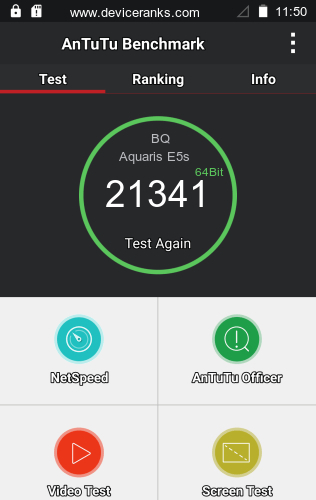 www.deviceranks.com 11:50
AnTuTu Benchmark
Test Ranking Info
BQ
Aquaris E5s
64Bit
21341
Test Again
NetSpeed AnTuTu Officer
Video Test Screen Test